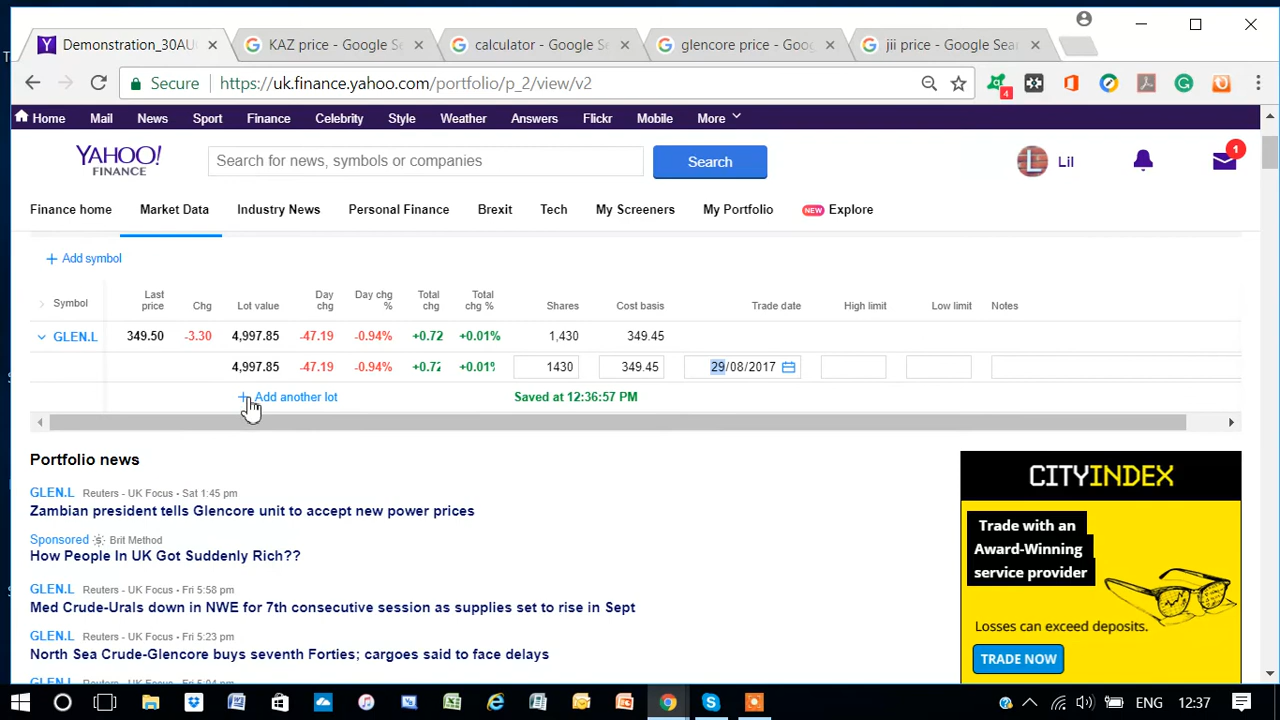 Demonstration_30AU
KAZ price - Google S
calculator - Google S
glencore price - Goog
jii price - Google Sear
Secure
https://uk.finance.yahoo.com/portfolio/p_2/view/v2
4
Home Mail News Sport Finance Celebrity Style Weather Answers Flickr Mobile More
YAHOO!
FINANCE
Search for news, symbols or companies
Search
Lil
1
Finance home Market Data Industry News Personal Finance Brexit Tech My Screeners My Portfolio NEW Explore
+ Add symbol
Symbol Last price Chg Lot value Day chg Day chg % Total chg Total chg % Shares Cost basis Trade date High limit Low limit Notes
GLEN.L 349.50 -3.30 4,997.85 -47.19 -0.94% +0.72 +0.01% 1,430 349.45
4,997.85 -47.19 -0.94% +0.72 +0.01% 1430 349.45 29/08/2017
+ Add another lot Saved at 12:36:57 PM
Portfolio news
GLEN.L Reuters - UK Focus • Sat 1:45 pm
Zambian president tells Glencore unit to accept new power prices
Sponsored Brit Method
How People In UK Got Suddenly Rich??
GLEN.L Reuters - UK Focus • Fri 5:58 pm
Med Crude-Urals down in NWE for 7th consecutive session as supplies set to rise in Sept
GLEN.L Reuters - UK Focus • Fri 5:23 pm
North Sea Crude-Glencore buys seventh Forties; cargoes said to face delays
CITYINDEX
Trade with an
Award-Winning
service provider
Losses can exceed deposits.
TRADE NOW
ENG 12:37